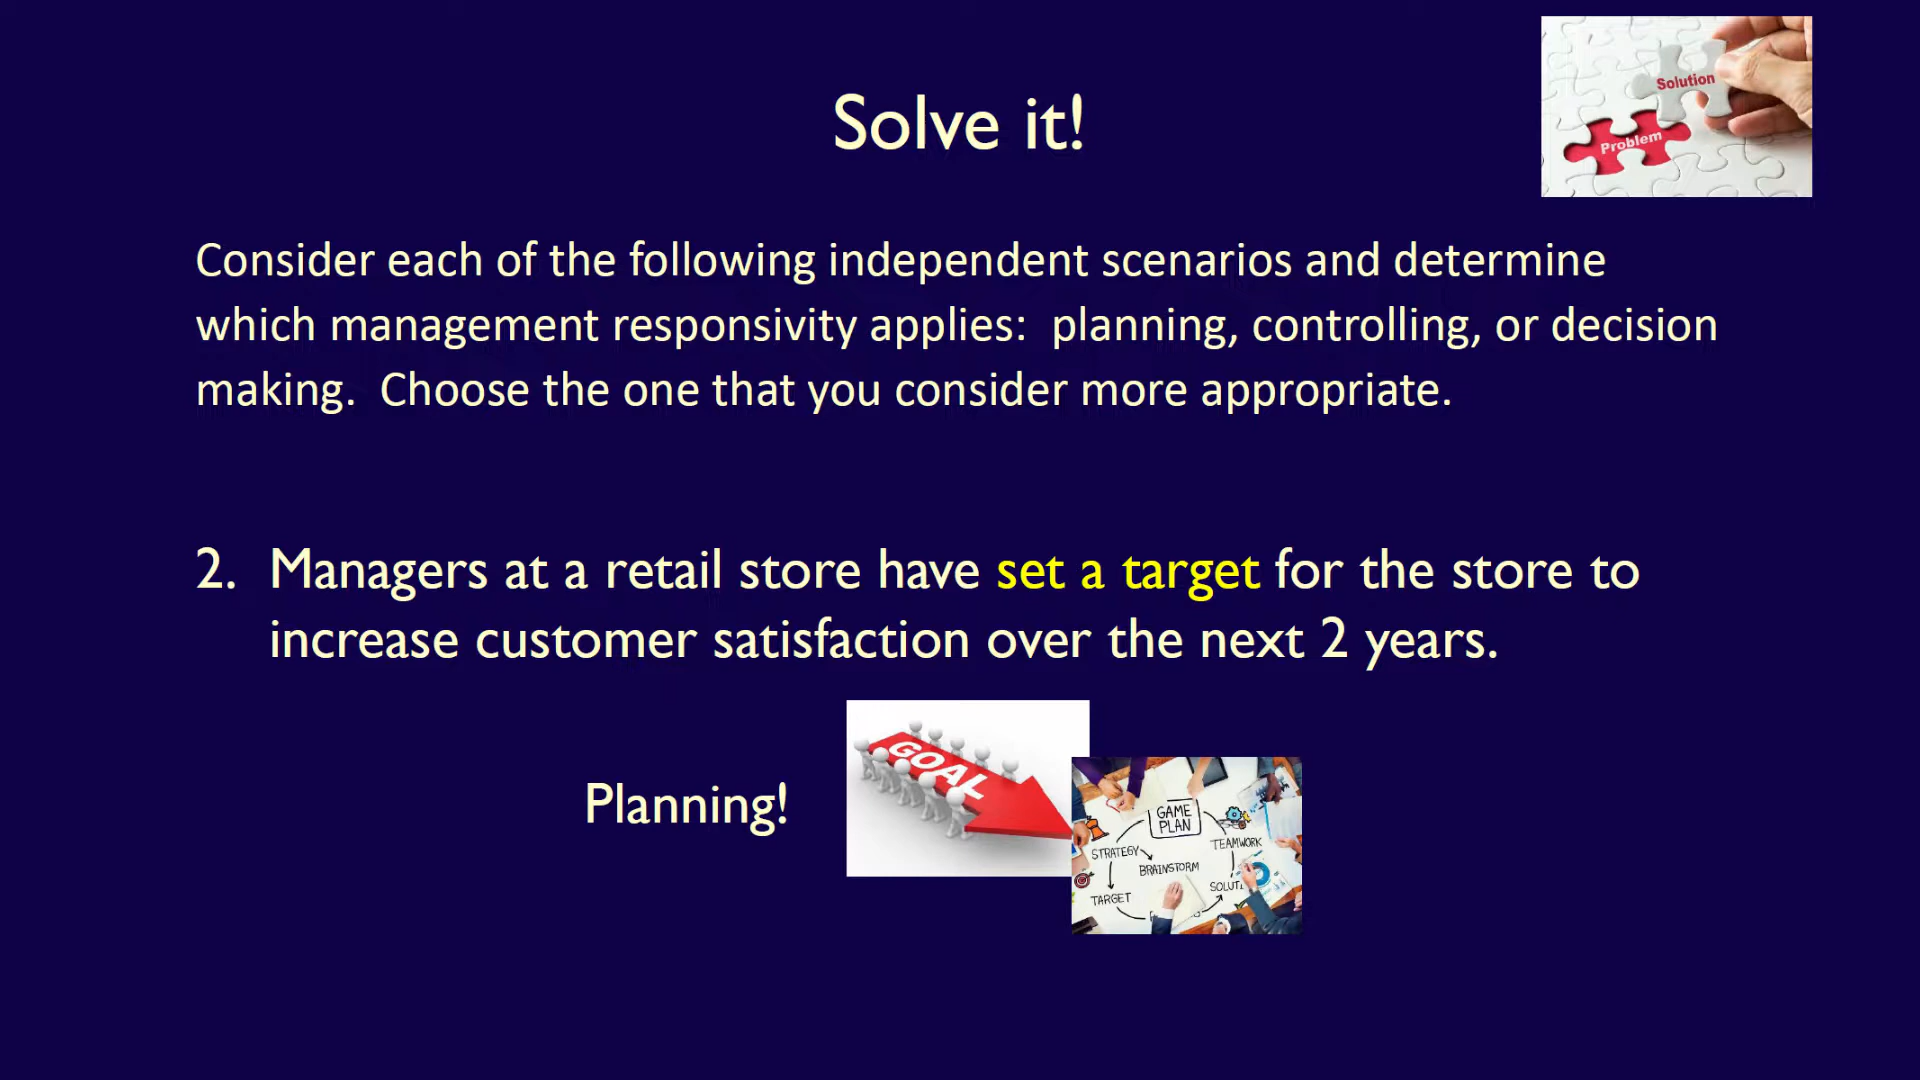 Solve it!
Solution
Problem
Consider each of the following independent scenarios and determine
which management responsivity applies:  planning, controlling, or decision
making.  Choose the one that you consider more appropriate.
2. Managers at a retail store have set a target for the store to
increase customer satisfaction over the next 2 years.
Planning!
GOAL
GAME
PLAN
STRATEGY
TEAMWORK
BRAINSTORM
TARGET